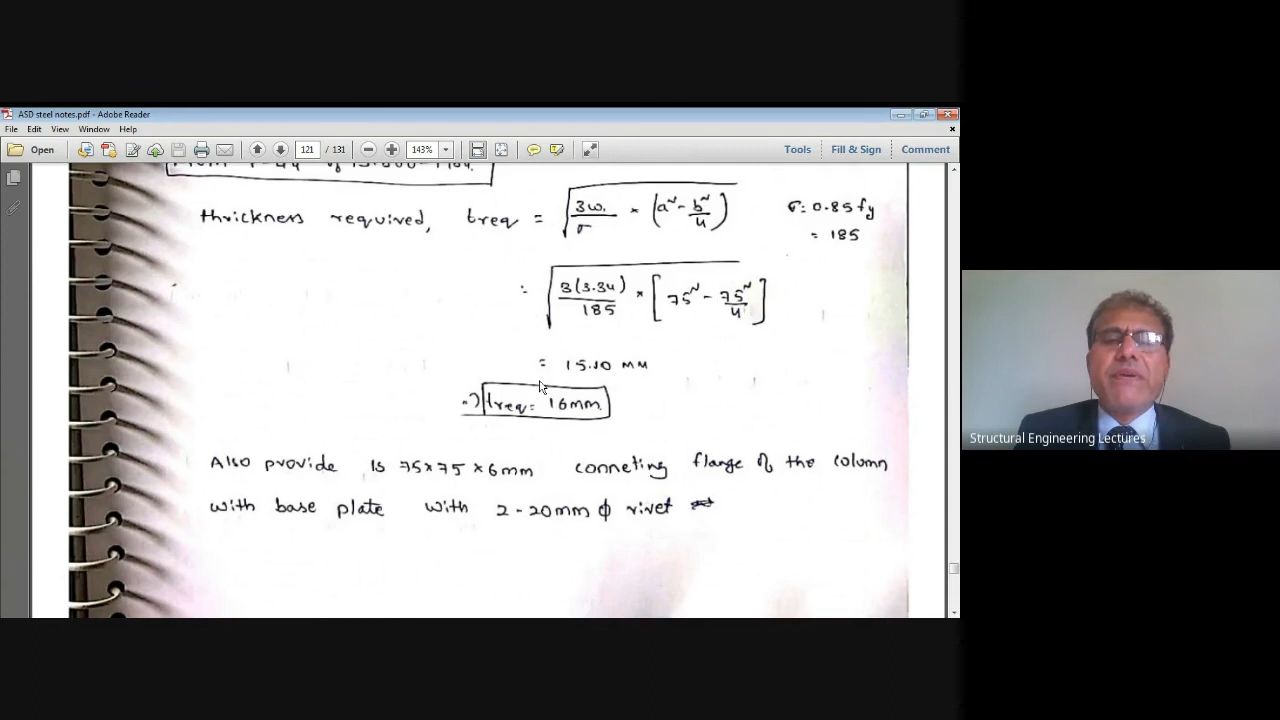 ASD steel notes.pdf - Adobe Reader
File Edit View Window Help
Open 121 / 131 143% Tools Fill & Sign Comment
thickness required, treq = √(3w/σ × (a² - b²/4)) σ: 0.85 fy
= 185
= √(3(3.34)/185 × [75² - 75²/4])
= 15.10 mm
∴) treq= 16mm.
Also provide IS 75×75×6mm conneting flange of the column
with base plate with 2-20mm ϕ rivet
Structural Engineering Lectures